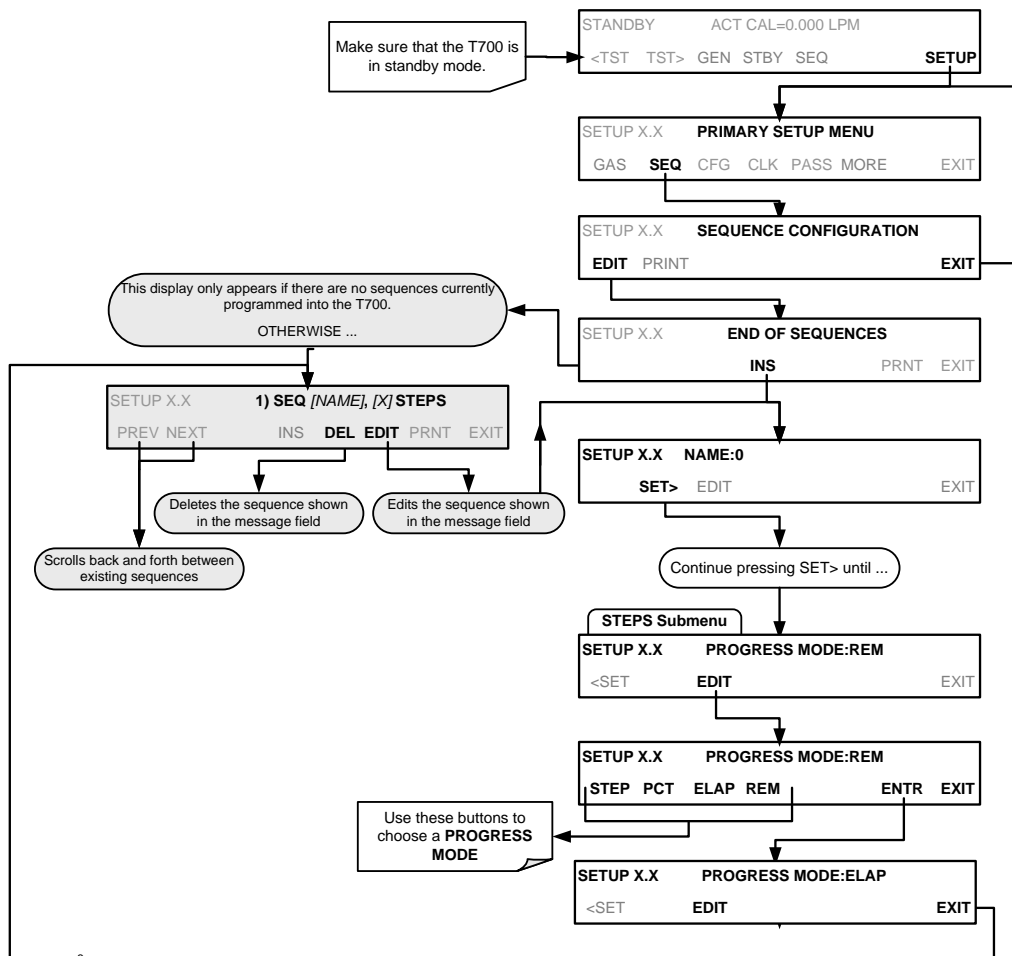 STANDBY ACT CAL=0.000 LPM
<TST TST> GEN STBY SEQ SETUP
Make sure that the T700 is
in standby mode.
SETUP X.X PRIMARY SETUP MENU
GAS SEQ CFG CLK PASS MORE EXIT
SETUP X.X SEQUENCE CONFIGURATION
EDIT PRINT EXIT
This display only appears if there are no sequences currently
programmed into the T700.
OTHERWISE ...
SETUP X.X END OF SEQUENCES
INS PRNT EXIT
SETUP X.X 1) SEQ [NAME], [X] STEPS
PREV NEXT INS DEL EDIT PRNT EXIT
Deletes the sequence shown
in the message field
Edits the sequence shown
in the message field
Scrolls back and forth between
existing sequences
SETUP X.X NAME:0
SET> EDIT EXIT
Continue pressing SET> until ...
STEPS Submenu
SETUP X.X PROGRESS MODE:REM
<SET EDIT EXIT
SETUP X.X PROGRESS MODE:REM
STEP PCT ELAP REM ENTR EXIT
Use these buttons to
choose a PROGRESS
MODE
SETUP X.X PROGRESS MODE:ELAP
<SET EDIT EXIT